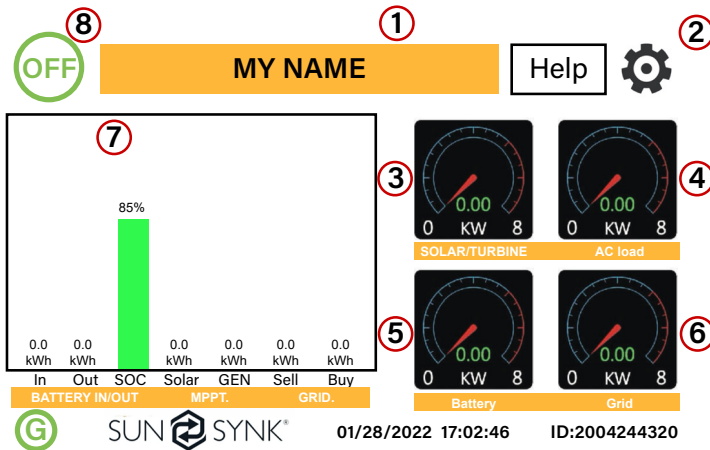 8
1
2
OFF
MY NAME
Help
7
85%
0.0 0.0 0.0 0.0 0.0 0.0
kWh kWh kWh kWh kWh kWh
In Out SOC Solar GEN Sell Buy
BATTERY IN/OUT MPPT. GRID.
3
0.00
0 KW 8
SOLAR/TURBINE
4
0.00
0 KW 8
AC load
5
0.00
0 KW 8
Battery
6
0.00
0 KW 8
Grid
G
SUN SYNK®
01/28/2022 17:02:46
ID:2004244320